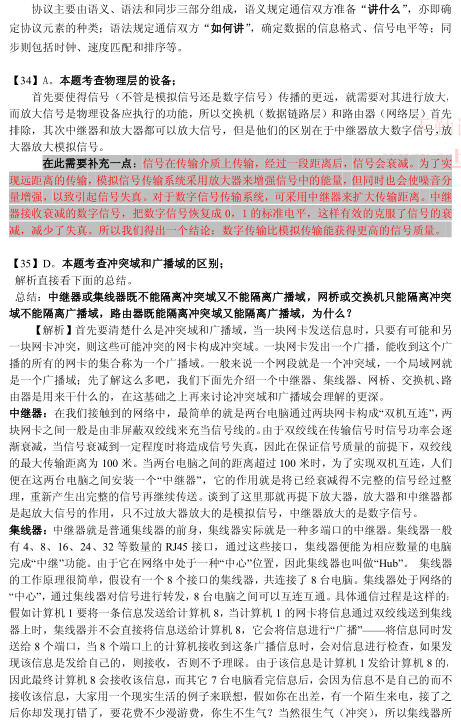 协议主要由语义、语法和同步三部分组成，语义规定通信双方准备“讲什么”，亦即确
定协议元素的种类；语法规定通信双方“如何讲”，确定数据的信息格式、信号电平等；同
步则包括时钟、速度匹配和排序等。
【34】A。本题考查物理层的设备；
首先要使得信号（不管是模拟信号还是数字信号）传播的更远，就需要对其进行放大，
而放大信号是物理设备应执行的功能，所以交换机（数据链路层）和路由器（网络层）首先
排除，其次中继器和放大器都可以放大信号，但是他们的区别在于中继器放大数字信号，放
大器放大模拟信号。
在此需要补充一点：信号在传输介质上传输，经过一段距离后，信号会衰减。为了实
现远距离的传输，模拟信号传输系统采用放大器来增强信号中的能量，但同时也会使噪音分
量增强，以致引起信号失真。对于数字信号传输系统，可采用中继器来扩大传输距离。中继
器接收衰减的数字信号，把数字信号恢复成 0，1 的标准电平，这样有效的克服了信号的衰
减，减少了失真。所以我们得出一个结论：数字传输比模拟传输能获得更高的信号质量。
【35】D。本题考查冲突域和广播域的区别；
解析直接看下面的总结。
总结：中继器或集线器既不能隔离冲突域又不能隔离广播域，网桥或交换机只能隔离冲突
域不能隔离广播域，路由器既能隔离冲突域又能隔离广播域，为什么？
【解析】首先要清楚什么是冲突域和广播域，当一块网卡发送信息时，只要有可能和另
一块网卡冲突，则这些可能冲突的网卡构成冲突域。一块网卡发出一个广播，能收到这个广
播的所有的网卡的集合称为一个广播域。一般来说一个网段就是一个冲突域，一个局域网就
是一个广播域；先了解这么多吧，我们下面先介绍一个中继器、集线器、网桥、交换机、路
由器是用来干什么的，在这基础之上再来讨论冲突域和广播域会理解的更深。
中继器：在我们接触到的网络中，最简单的就是两台电脑通过两块网卡构成“双机互连”，两
块网卡之间一般是由非屏蔽双绞线来充当信号线的。由于双绞线在传输信号时信号功率会逐
渐衰减，当信号衰减到一定程度时将造成信号失真，因此在保证信号质量的前提下，双绞线
的最大传输距离为 100 米。当两台电脑之间的距离超过 100 米时，为了实现双机互连，人们
便在这两台电脑之间安装一个“中继器”，它的作用就是将已经衰减得不完整的信号经过整
理，重新产生出完整的信号再继续传送。谈到了这里那就再提下放大器，放大器和中继器都
是起放大信号的作用，只不过放大器放大的是模拟信号，中继器放大的是数字信号。
集线器：中继器就是普通集线器的前身，集线器实际就是一种多端口的中继器。集线器一般
有 4、8、16、24、32 等数量的 RJ45 接口，通过这些接口，集线器便能为相应数量的电脑
完成“中继”功能。由于它在网络中处于一种“中心”位置，因此集线器也叫做“Hub”。 集线器
的工作原理很简单，假设有一个 8 个接口的集线器，共连接了 8 台电脑。集线器处于网络的
“中心”，通过集线器对信号进行转发，8 台电脑之间可以互连互通。具体通信过程是这样的：
假如计算机 1 要将一条信息发送给计算机 8，当计算机 1 的网卡将信息通过双绞线送到集线
器上时，集线器并不会直接将信息送给计算机 8，它会将信息进行“广播”——将信息同时发
送给 8 个端口，当 8 个端口上的计算机接收到这条广播信息时，会对信息进行检查，如果发
现该信息是发给自己的，则接收，否则不予理睬。由于该信息是计算机 1 发给计算机 8 的，
因此最终计算机 8 会接收该信息，而其它 7 台电脑看完信息后，会因为信息不是自己的而不
接收该信息，大家用一个现实生活的例子来联想，假如你在出差，有一个陌生来电，接了之
后你却发现打错了，要花费不少漫游费，你生不生气？当然很生气（冲突），所以集线器所